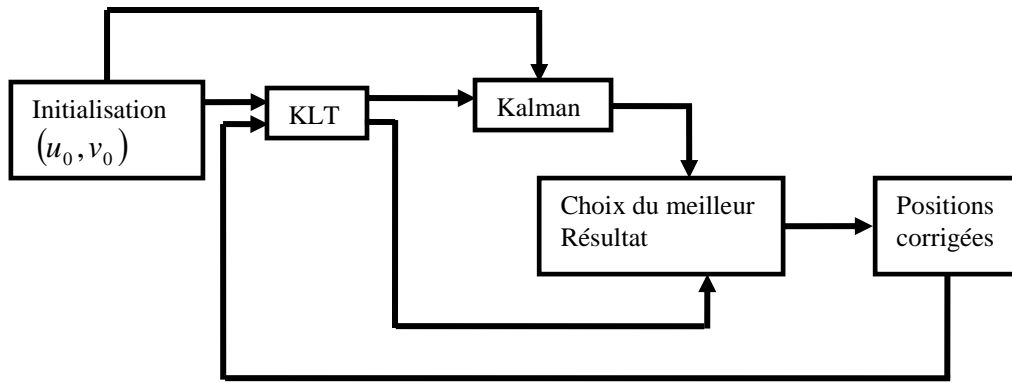 Initialisation
(u₀, v₀)
KLT
Kalman
Choix du meilleur
Résultat
Positions
corrigées